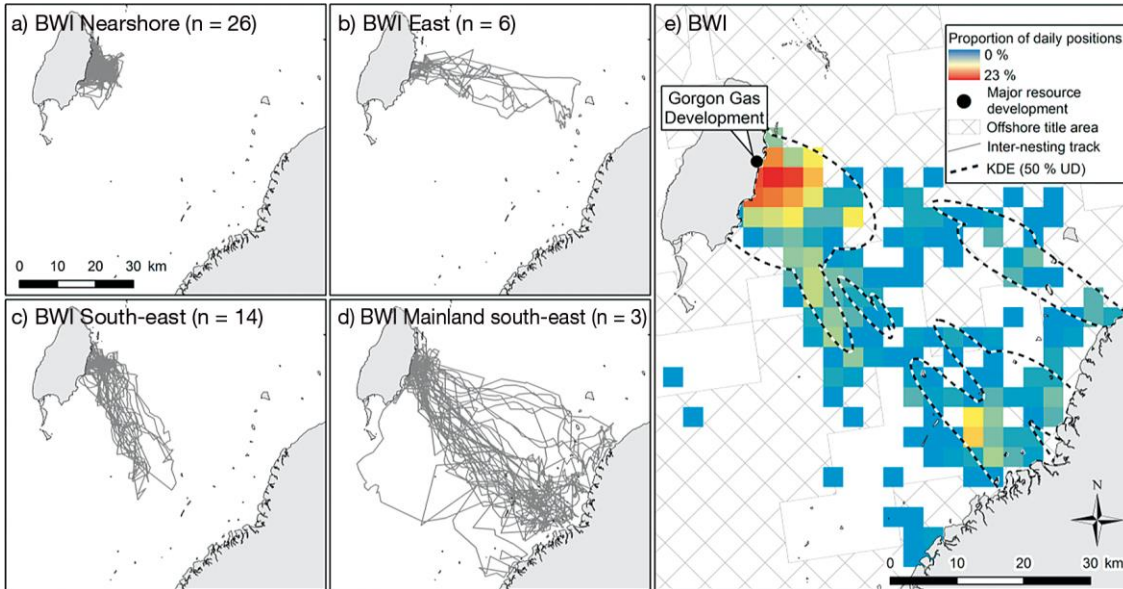 a) BWI Nearshore (n = 26)
0 10 20 30 km
b) BWI East (n = 6)
c) BWI South-east (n = 14)
d) BWI Mainland south-east (n = 3)
e) BWI
Gorgon Gas
Development
Proportion of daily positions
0 %
23 %
Major resource
development
Offshore title area
Inter-nesting track
KDE (50 % UD)
N
0 10 20 30 km